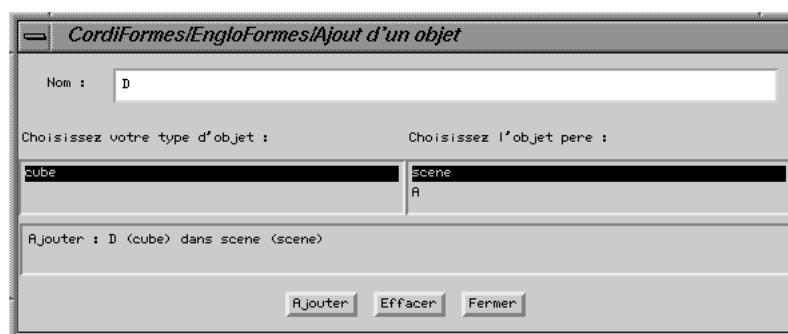 CordiFormes/EngloFormes/Ajout d'un objet
Nom : D
Choisissez votre type d'objet : Choisissez l'objet pere :
cube scene
A
Ajouter : D (cube) dans scene (scene)
Ajouter Effacer Fermer